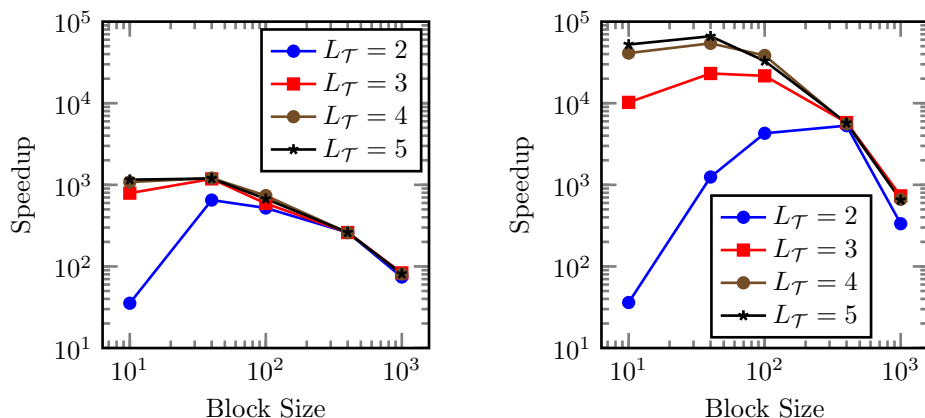 10^5
10^4
10^3
10^2
10^1
Speedup
L_𝒯 = 2
L_𝒯 = 3
L_𝒯 = 4
L_𝒯 = 5
10^1
10^2
10^3
Block Size
10^5
10^4
10^3
10^2
10^1
Speedup
L_𝒯 = 2
L_𝒯 = 3
L_𝒯 = 4
L_𝒯 = 5
10^1
10^2
10^3
Block Size